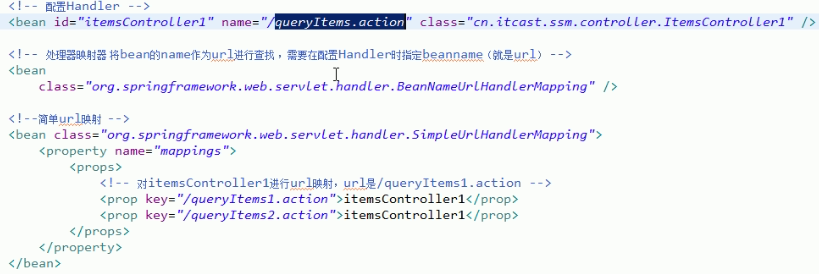 <!-- 配置Handler -->
<bean id="itemsController1" name="/queryItems.action" class="cn.itcast.ssm.controller.ItemsController1" />
<!-- 处理器映射器 将bean的name作为url进行查找 ，需要在配置Handler时指定beanname（就是url） -->
<bean
class="org.springframework.web.servlet.handler.BeanNameUrlHandlerMapping" />
<!--简单url映射 -->
<bean class="org.springframework.web.servlet.handler.SimpleUrlHandlerMapping">
<property name="mappings">
<props>
<!-- 对itemsController1进行url映射，url是/queryItems1.action -->
<prop key="/queryItems1.action">itemsController1</prop>
<prop key="/queryItems2.action">itemsController1</prop>
</props>
</property>
</bean>